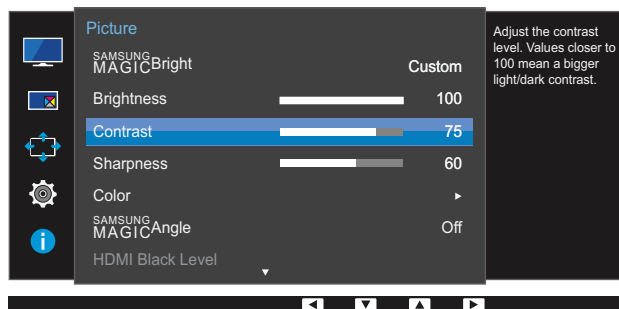 Picture
SAMSUNG
MAGICBright Custom
Brightness 100
Contrast 75
Sharpness 60
Color
SAMSUNG
MAGICAngle Off
HDMI Black Level
Adjust the contrast
level. Values closer to
100 mean a bigger
light/dark contrast.